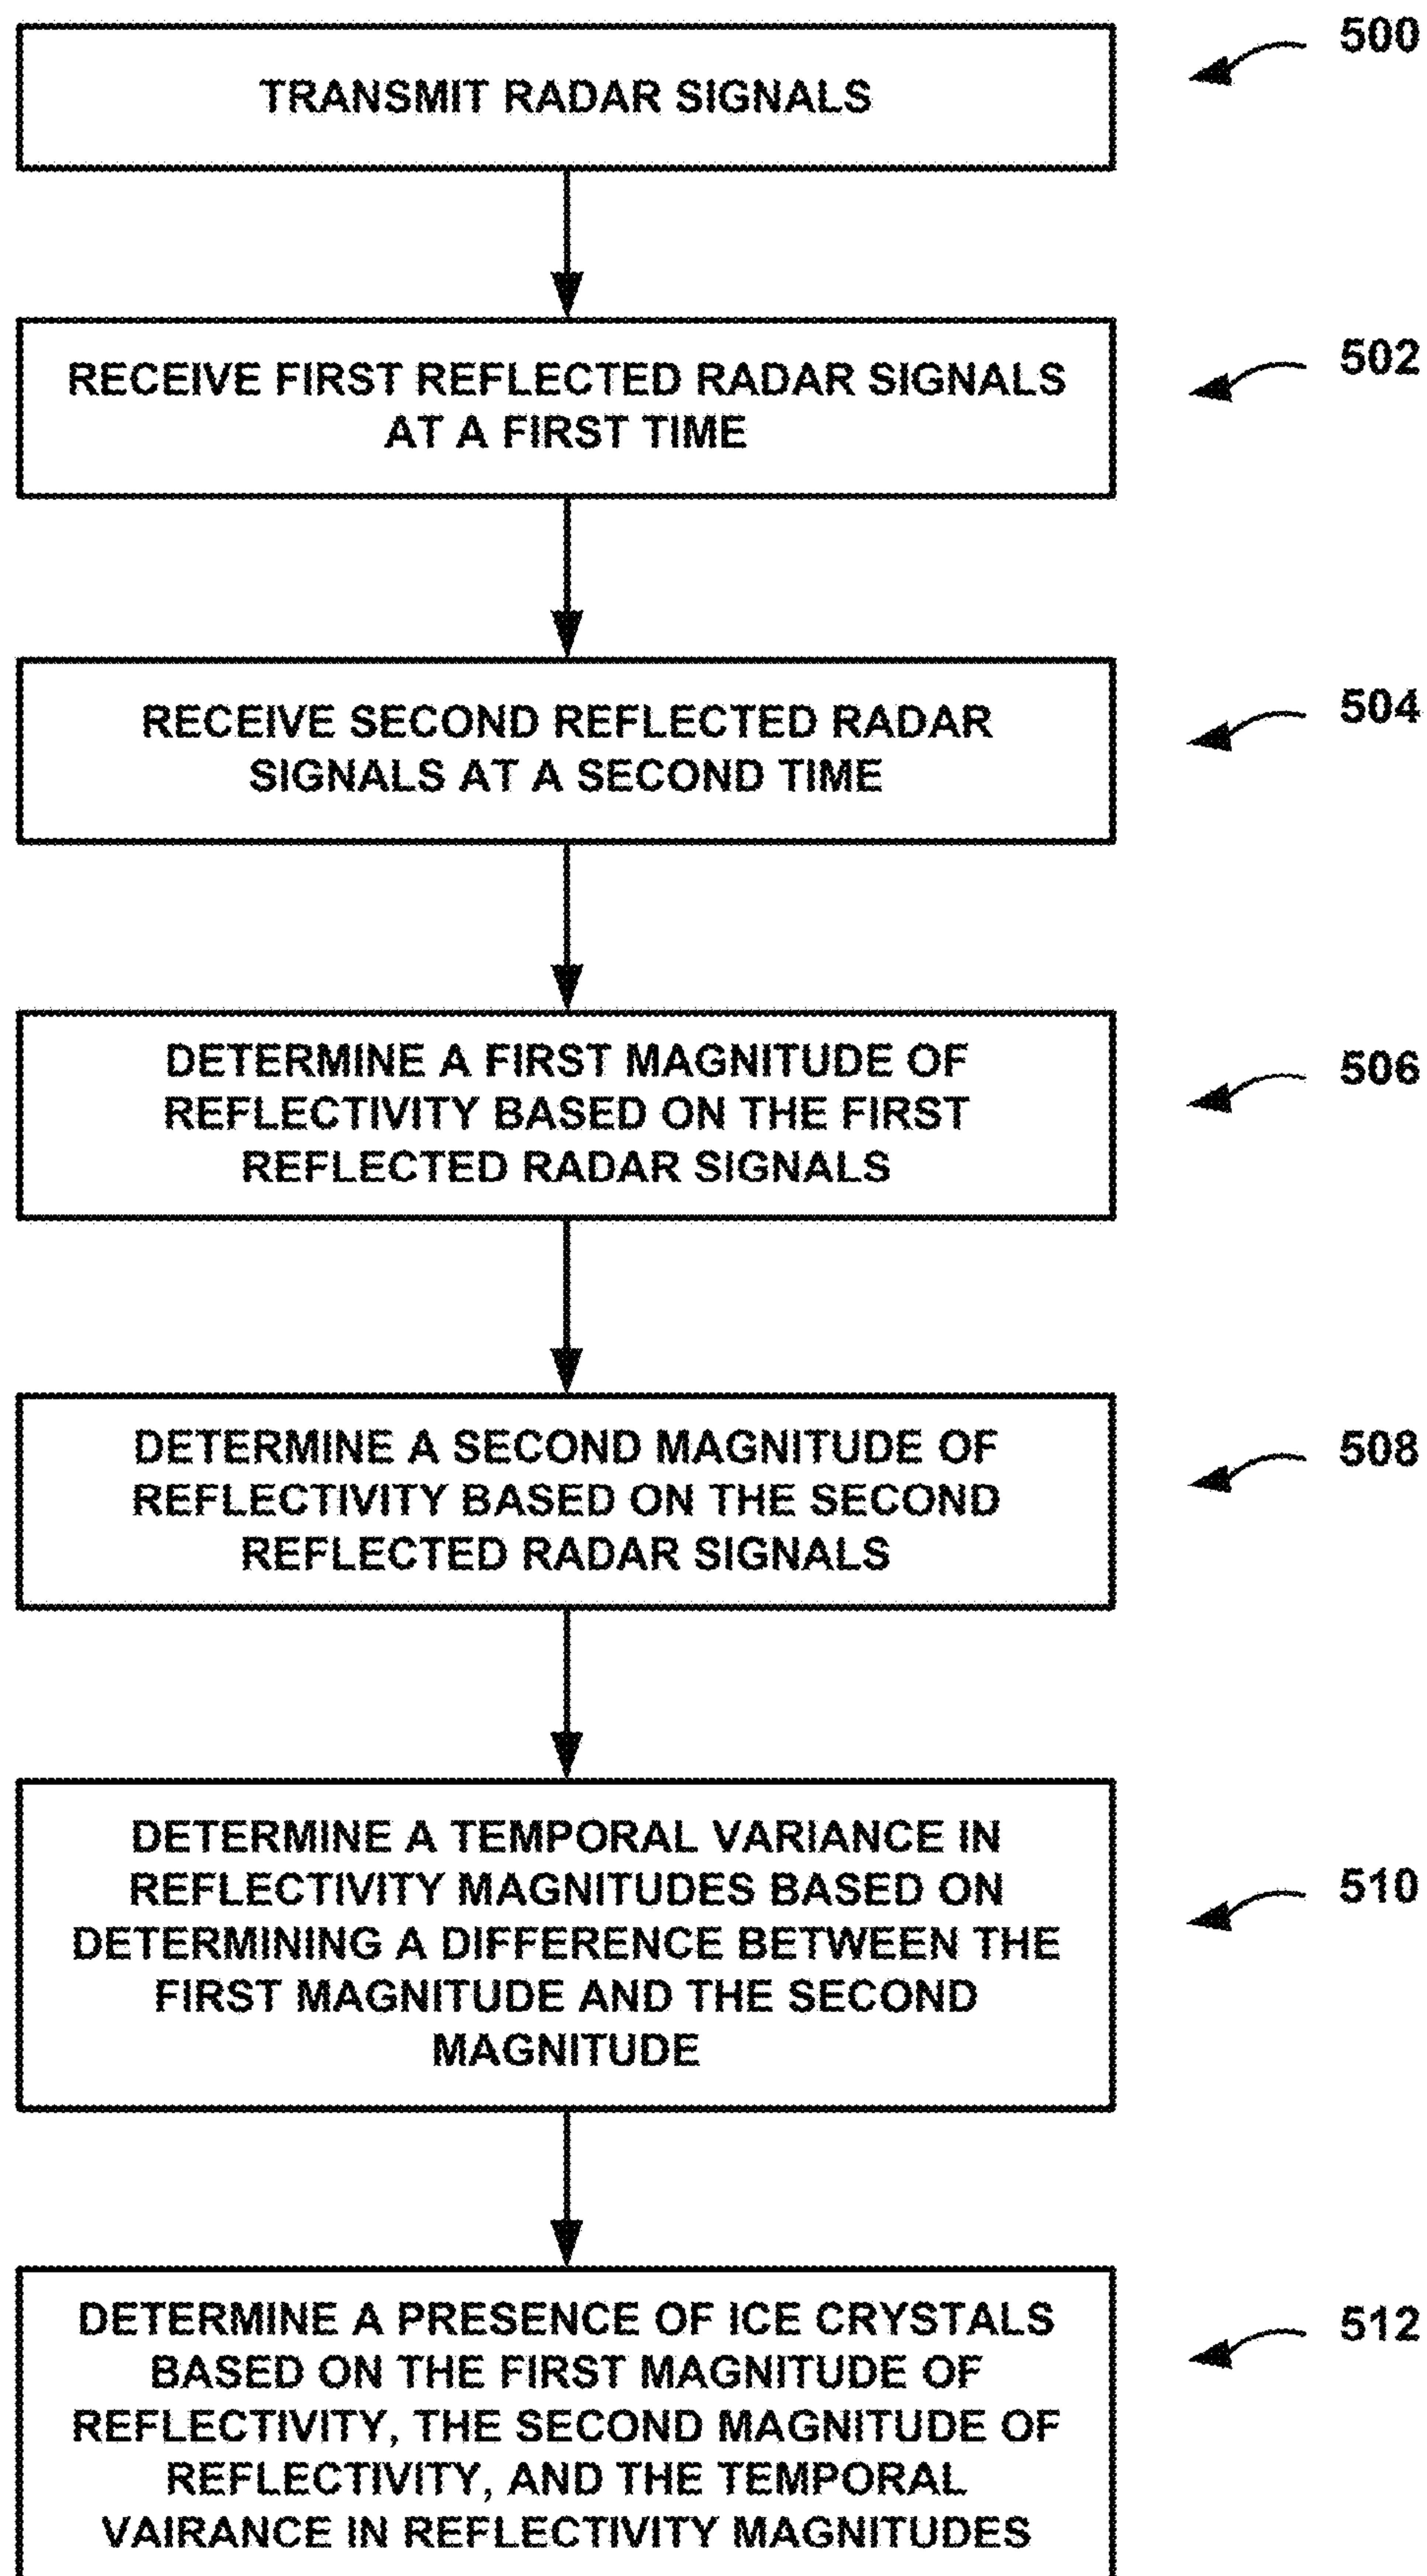 TRANSMIT RADAR SIGNALS
500
RECEIVE FIRST REFLECTED RADAR SIGNALS
AT A FIRST TIME
502
RECEIVE SECOND REFLECTED RADAR
SIGNALS AT A SECOND TIME
504
DETERMINE A FIRST MAGNITUDE OF
REFLECTIVITY BASED ON THE FIRST
REFLECTED RADAR SIGNALS
506
DETERMINE A SECOND MAGNITUDE OF
REFLECTIVITY BASED ON THE SECOND
REFLECTED RADAR SIGNALS
508
DETERMINE A TEMPORAL VARIANCE IN
REFLECTIVITY MAGNITUDES BASED ON
DETERMINING A DIFFERENCE BETWEEN THE
FIRST MAGNITUDE AND THE SECOND
MAGNITUDE
510
DETERMINE A PRESENCE OF ICE CRYSTALS
BASED ON THE FIRST MAGNITUDE OF
REFLECTIVITY, THE SECOND MAGNITUDE OF
REFLECTIVITY, AND THE TEMPORAL
VAIRANCE IN REFLECTIVITY MAGNITUDES
512